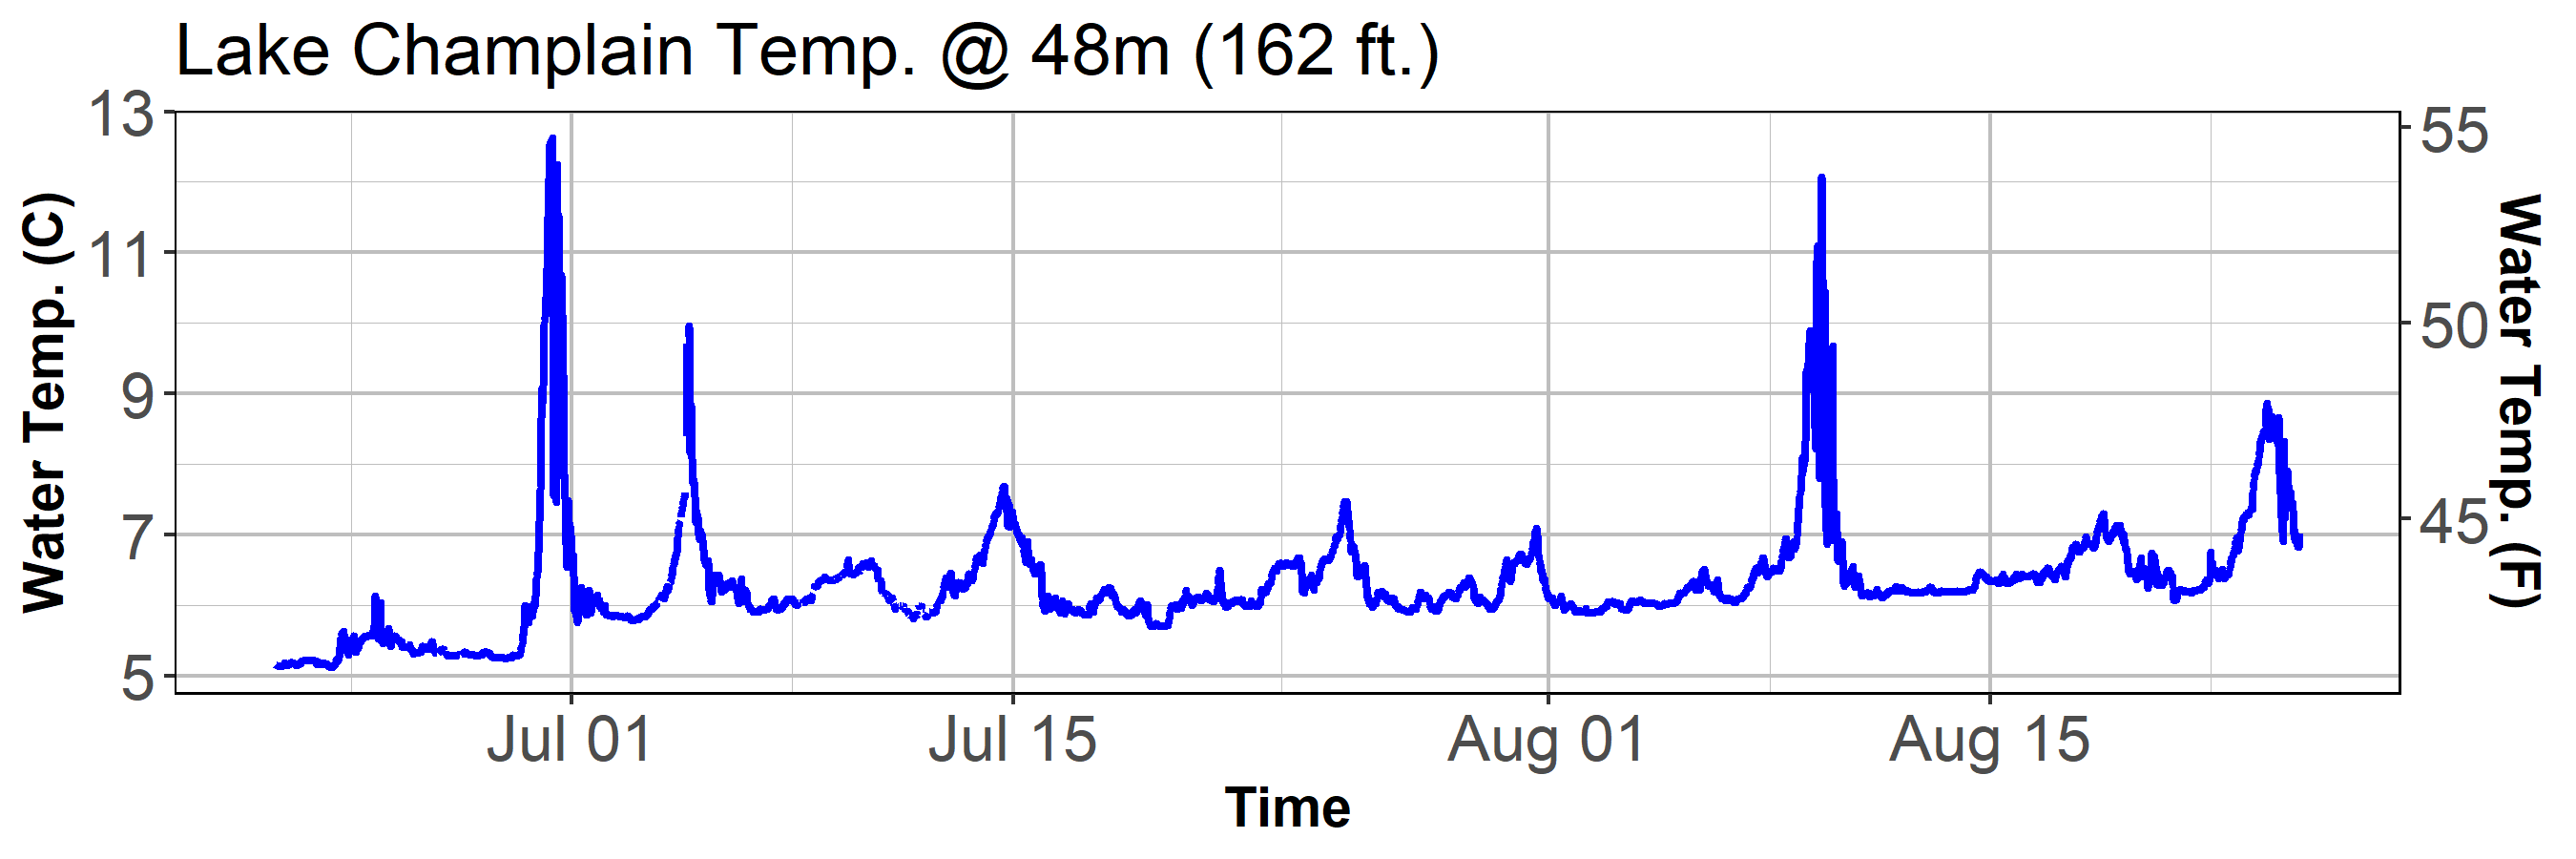 Lake Champlain Temp. @ 48m (162 ft.)
13
11
9
7
5
Water Temp. (C)
55
50
45
Water Temp. (F)
Jul 01 Jul 15 Aug 01 Aug 15
Time